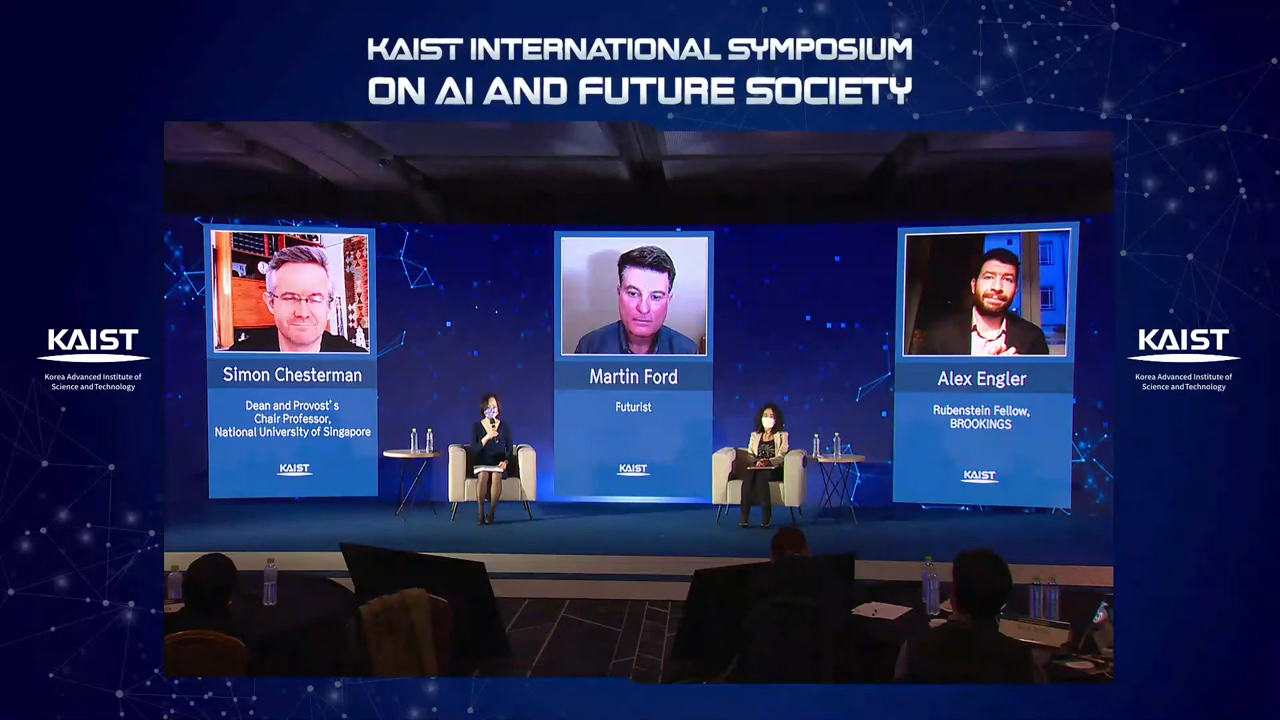 KAIST INTERNATIONAL SYMPOSIUM
ON AI AND FUTURE SOCIETY
KAIST
Korea Advanced Institute of
Science and Technology
Simon Chesterman
Dean and Provost's
Chair Professor,
National University of Singapore
KAIST
Martin Ford
Futurist
KAIST
Alex Engler
Rubenstein Fellow,
BROOKINGS
KAIST
KAIST
Korea Advanced Institute of
Science and Technology